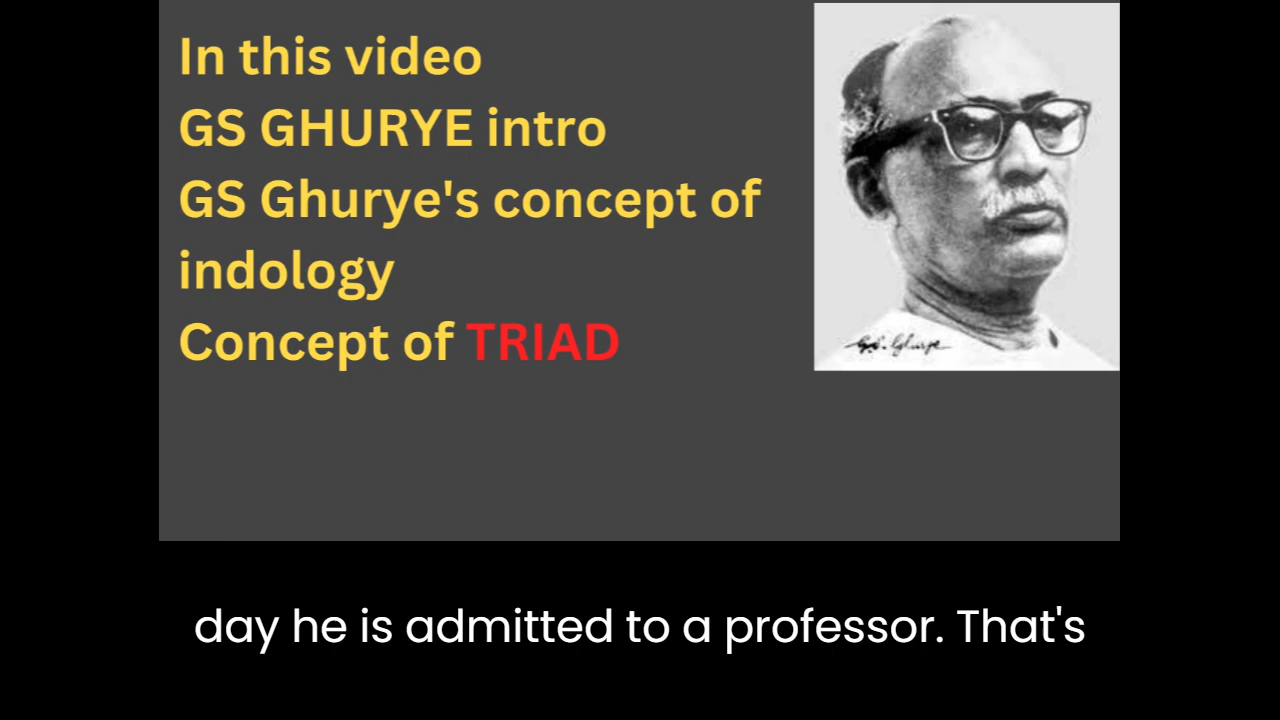 In this video
GS GHURYE intro
GS Ghurye's concept of
indology
Concept of TRIAD
G.S. Ghurye
day he is admitted to a professor. That's